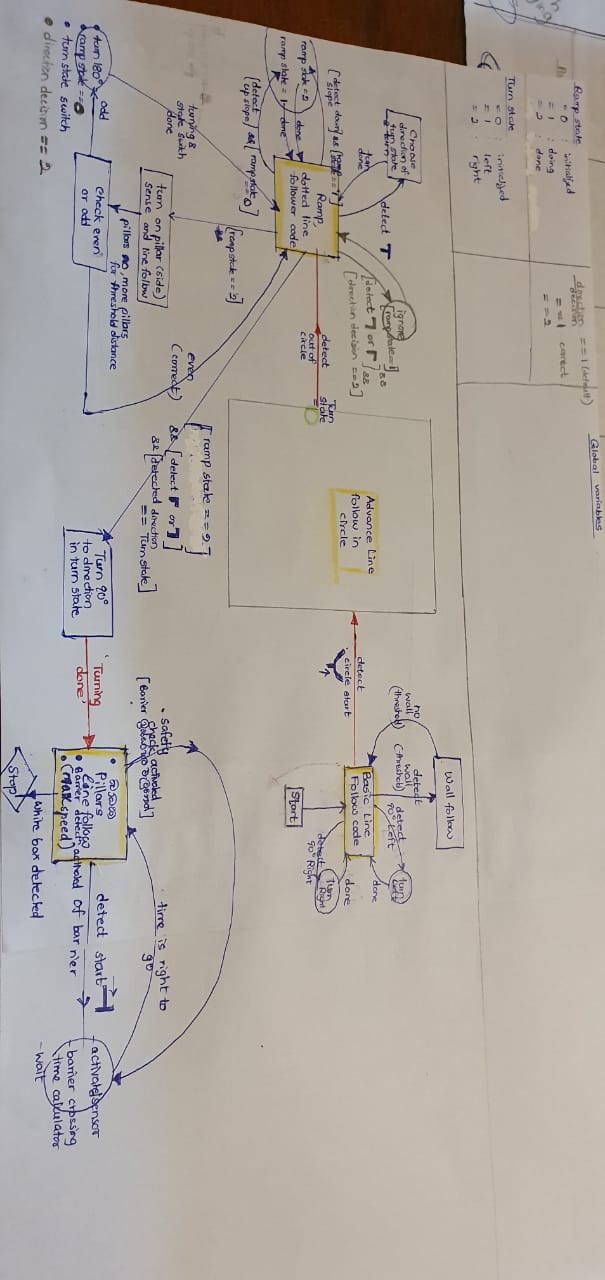 Global variables
Ramp state
= 0 : initialized
= 1 : doing
= 2 : done
direction decision == 1 (default)
= = 1 correct
= = 2
Turn state
= 0 : initialized
= 1 : left
= 2 : right
Wall follow
no wall (threshold)
detect wall (threshold)
detect 90° Left
Turn Left
done
Basic Line
Follow code
done
Turn Right
detect 90° Right
Start
detect
circle start
Advance Line
follow in
circle
Turn state =
detect
out of
circle
Choose
direction of
turn state
& turn
turn done
detect
ignore
[ramp state=1]
&&
[detect or ]
&&
[direction decision ==2]
[detect down slope] && [ramp state == 1]
Ramp,
dotted line
follower code
ramp state = 2
done
ramp state = 1
done
[detect up slope] && [ramp state == 0]
[ramp state == 2]
turning &
state switch
done
even
(correct)
turn on pillar (side)
sense and line follow
pillars no, more pillars
for threshold distance
check even
or odd
odd
• turn 180°
• ramp state == 0
• turn state switch
• direction decision == 2
[ramp state == 2]
&& [detect or ]
&& [detected direction
== Turn state]
Turn 90°
to direction
in turn state
Turning
done
• safety
check activated
Pillars
Line follow
• Barrier detect activated
• (max speed)
time is right to
go
detect start
of barrier
- activate sensor
- barrier crossing
time calculator
- wait
white box detected
Stop